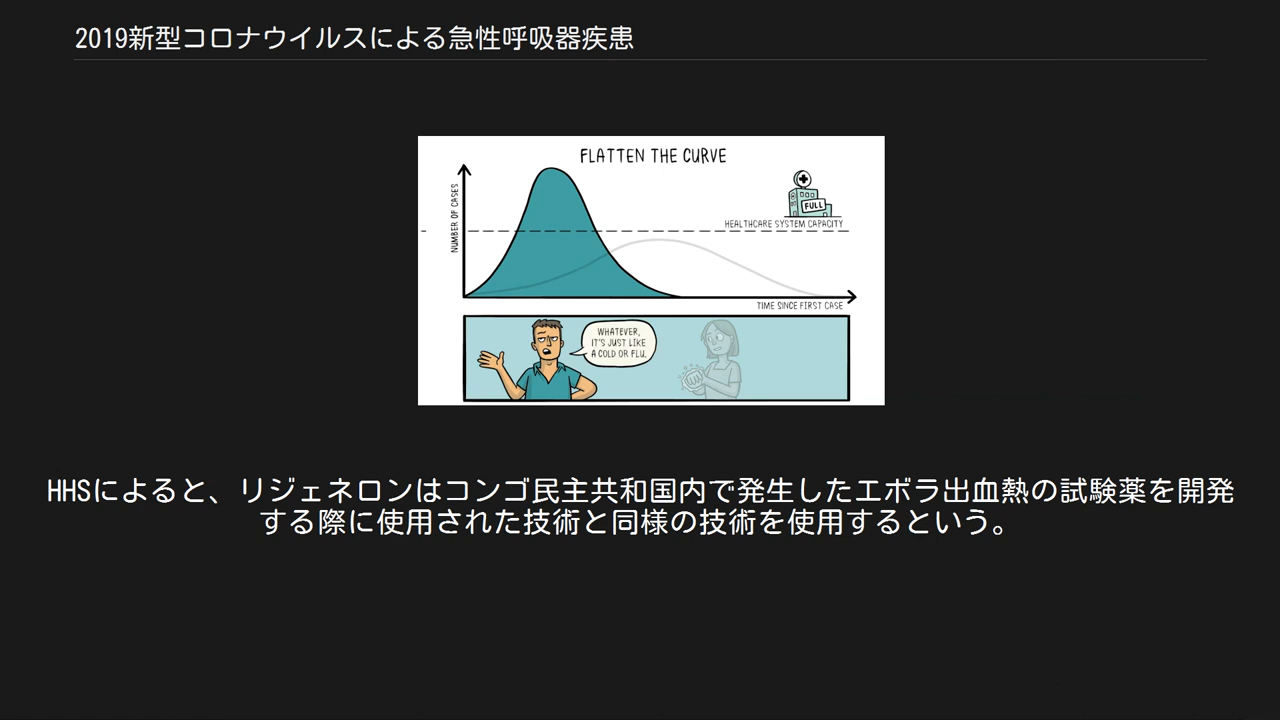 2019新型コロナウイルスによる急性呼吸器疾患
FLATTEN THE CURVE
NUMBER OF CASES
FULL
HEALTHCARE SYSTEM CAPACITY
TIME SINCE FIRST CASE
WHATEVER,
IT'S JUST LIKE
A COLD OR FLU.
HHSによると、リジェネロンはコンゴ民主共和国内で発生したエボラ出血熱の試験薬を開発
する際に使用された技術と同様の技術を使用するという。